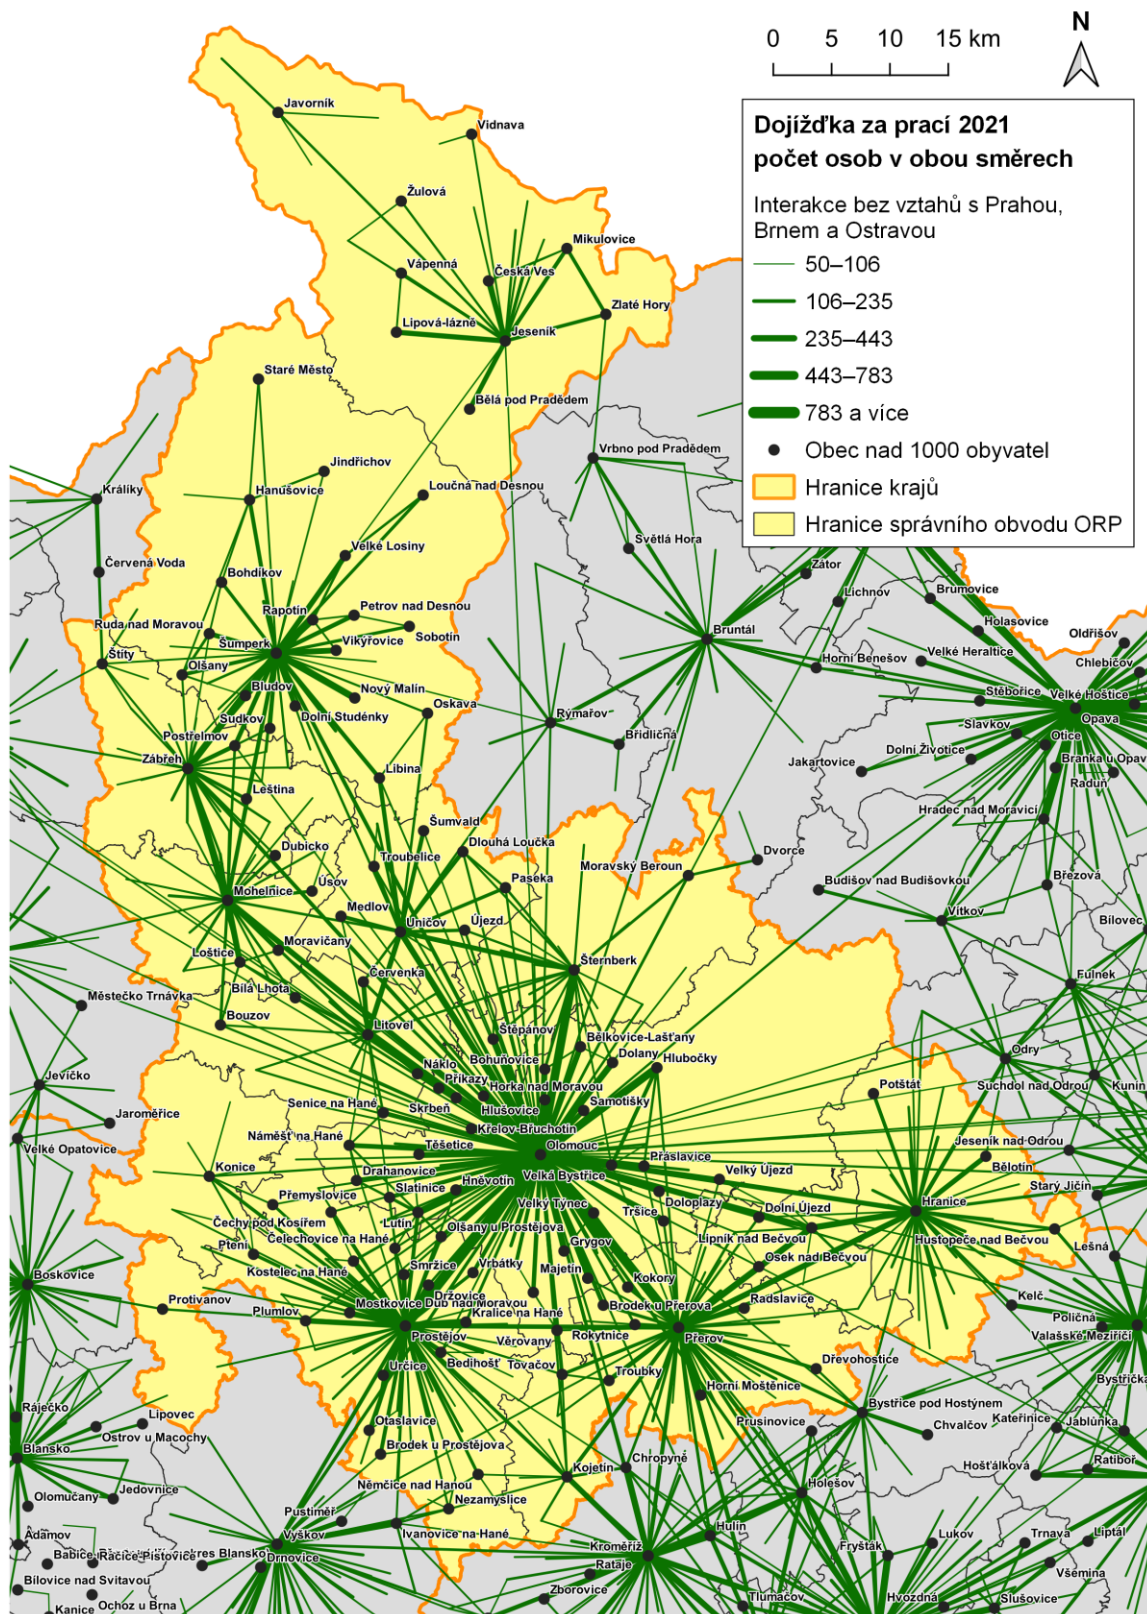 N
0 5 10 15 km
Dojížďka za prací 2021
počet osob v obou směrech
Interakce bez vztahů s Prahou,
Brnem a Ostravou
50–106
106–235
235–443
443–783
783 a více
Obec nad 1000 obyvatel
Hranice krajů
Hranice správního obvodu ORP
Javorník
Vidnava
Žulová
Mikulovice
Vápenná
Česká Ves
Zlaté Hory
Lipová-lázně
Jeseník
Staré Město
Bělá pod Pradědem
Vrbno pod Pradědem
Jindřichov
Králíky
Hanušovice
Loučná nad Desnou
Světlá Hora
Velké Losiny
Červená Voda
Zátor
Bohdíkov
Lichnov
Brumovice
Rapotín
Petrov nad Desnou
Ruda nad Moravou
Sobotín
Holasovice
Šumperk
Vikýřovice
Bruntál
Oldřišov
Štíty
Olšany
Horní Benešov
Velké Heraltice
Chlebičov
Bludov
Nový Malín
Stěbořice
Velké Hoštice
Dolní Studénky
Oskava
Rýmařov
Opava
Sudkov
Slavkov
Postřelmov
Břidličná
Otice
Zábřeh
Dolní Životice
Jakartovice
Branka u Opav
Libina
Raduň
Leština
Hradec nad Moravicí
Šumvald
Dubicko
Dlouhá Loučka
Troubelice
Dvorce
Moravský Beroun
Mohelnice
Úsov
Paseka
Budišov nad Budišovkou
Březová
Medlov
Újezd
Uničov
Vítkov
Bílovec
Moravičany
Loštice
Šternberk
Červenka
Fulnek
Městečko Trnávka
Bílá Lhota
Bouzov
Litovel
Štěpánov
Bělkovice-Lašťany
Odry
Bohuňovice
Dolany
Náklo
Hlubočky
Jevíčko
Příkazy
Horka nad Moravou
Potštát
Suchdol nad Odrou
Kunín
Senice na Hané
Skrbeň
Hlušovice
Samotišky
Jaroměřice
Křelov-Břuchotín
Velké Opatovice
Náměšť na Hané
Těšetice
Olomouc
Jeseník nad Odrou
Konice
Velká Bystřice
Přáslavice
Velký Újezd
Bělotín
Drahanovice
Hněvotín
Starý Jičín
Přemyslovice
Slatinice
Doloplazy
Hranice
Velký Týnec
Tršice
Dolní Újezd
Čechy pod Kosířem
Lutín
Olšany u Prostějova
Lipník nad Bečvou
Hustopeče nad Bečvou
Čelechovice na Hané
Ptení
Grygov
Osek nad Bečvou
Lešná
Kostelec na Hané
Smržice
Vrbátky
Majetín
Kokory
Boskovice
Držovice
Kelč
Protivanov
Mostkovice
Dub nad Moravou
Brodek u Přerova
Radslavice
Plumlov
Kralice na Hané
Poličná
Prostějov
Věrovany
Rokytnice
Přerov
Valašské Meziříčí
Bedihošť
Určice
Tovačov
Troubky
Dřevohostice
Bystřička
Horní Moštěnice
Ráječko
Lipovec
Bystřice pod Hostýnem
Otaslavice
Kateřinice
Jablůnka
Ostrov u Macochy
Prusinovice
Chvalčov
Blansko
Brodek u Prostějova
Kojetín
Chropyně
Hošťálková
Ratiboř
Němčice nad Hanou
Holešov
Olomučany
Jedovnice
Nezamyslice
Pustiměř
Hulín
Ivanovice na Hané
Lukov
Trnava
Liptál
Adamov
Vyškov
Kroměříž
Fryšták
Račice-Pístovice
Drnovice
Rataje
Všemina
Bílovice nad Svitavou
Zborovice
Tlumačov
Hvozdná
Slušovice
Kanice
Ochoz u Brna